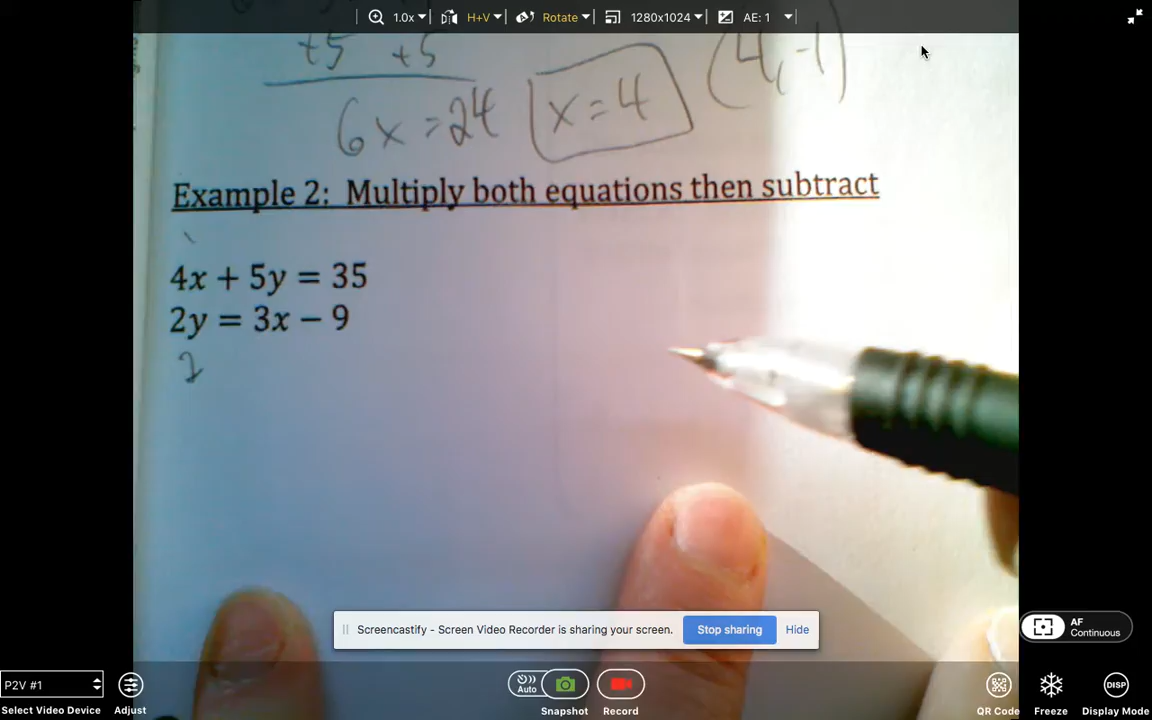 1.0x H+V Rotate 1280x1024 AE: 1
+5 +5
6x = 24 x = 4 (4, -1)
Example 2: Multiply both equations then subtract
4x + 5y = 35
2y = 3x − 9
2
Screencastify - Screen Video Recorder is sharing your screen. Stop sharing Hide
AF
Continuous
P2V #1
Select Video Device
Adjust
Auto
Snapshot
Record
QR Code
Freeze
DISP
Display Mode